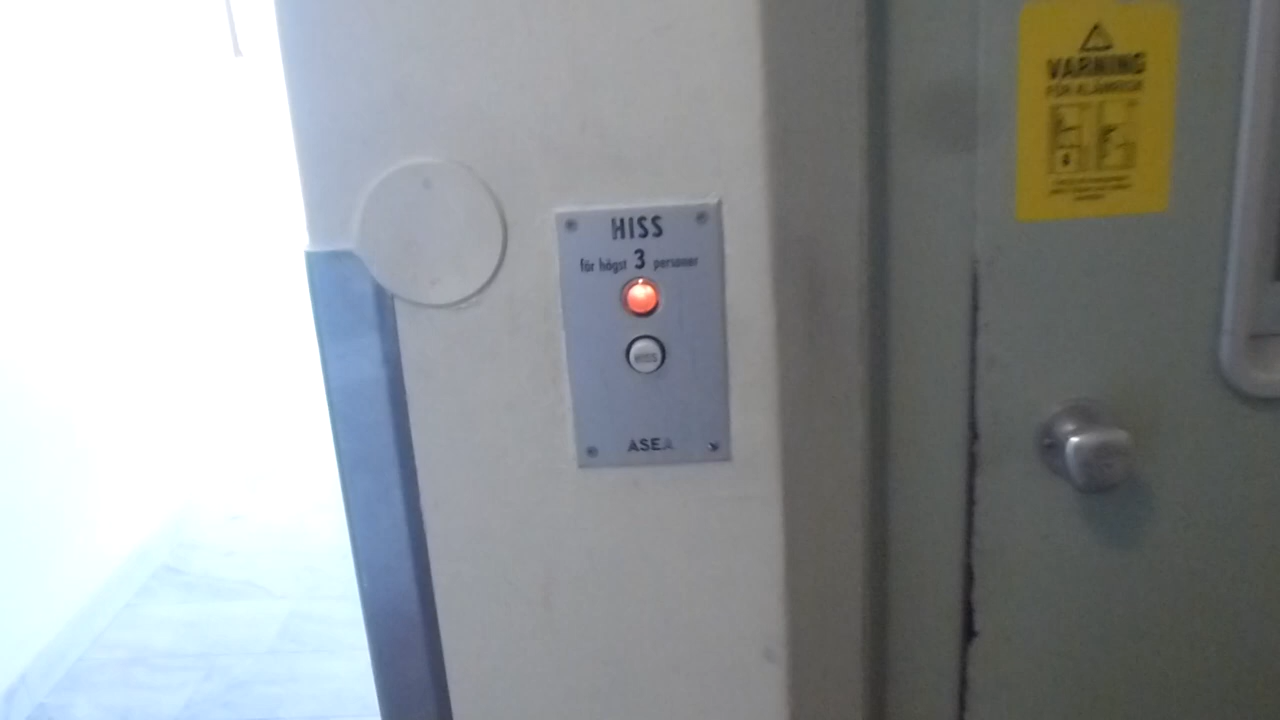 HISS
för högst 3 personer
HISS
ASEA
VARNING
FÖR KLÄMRISK